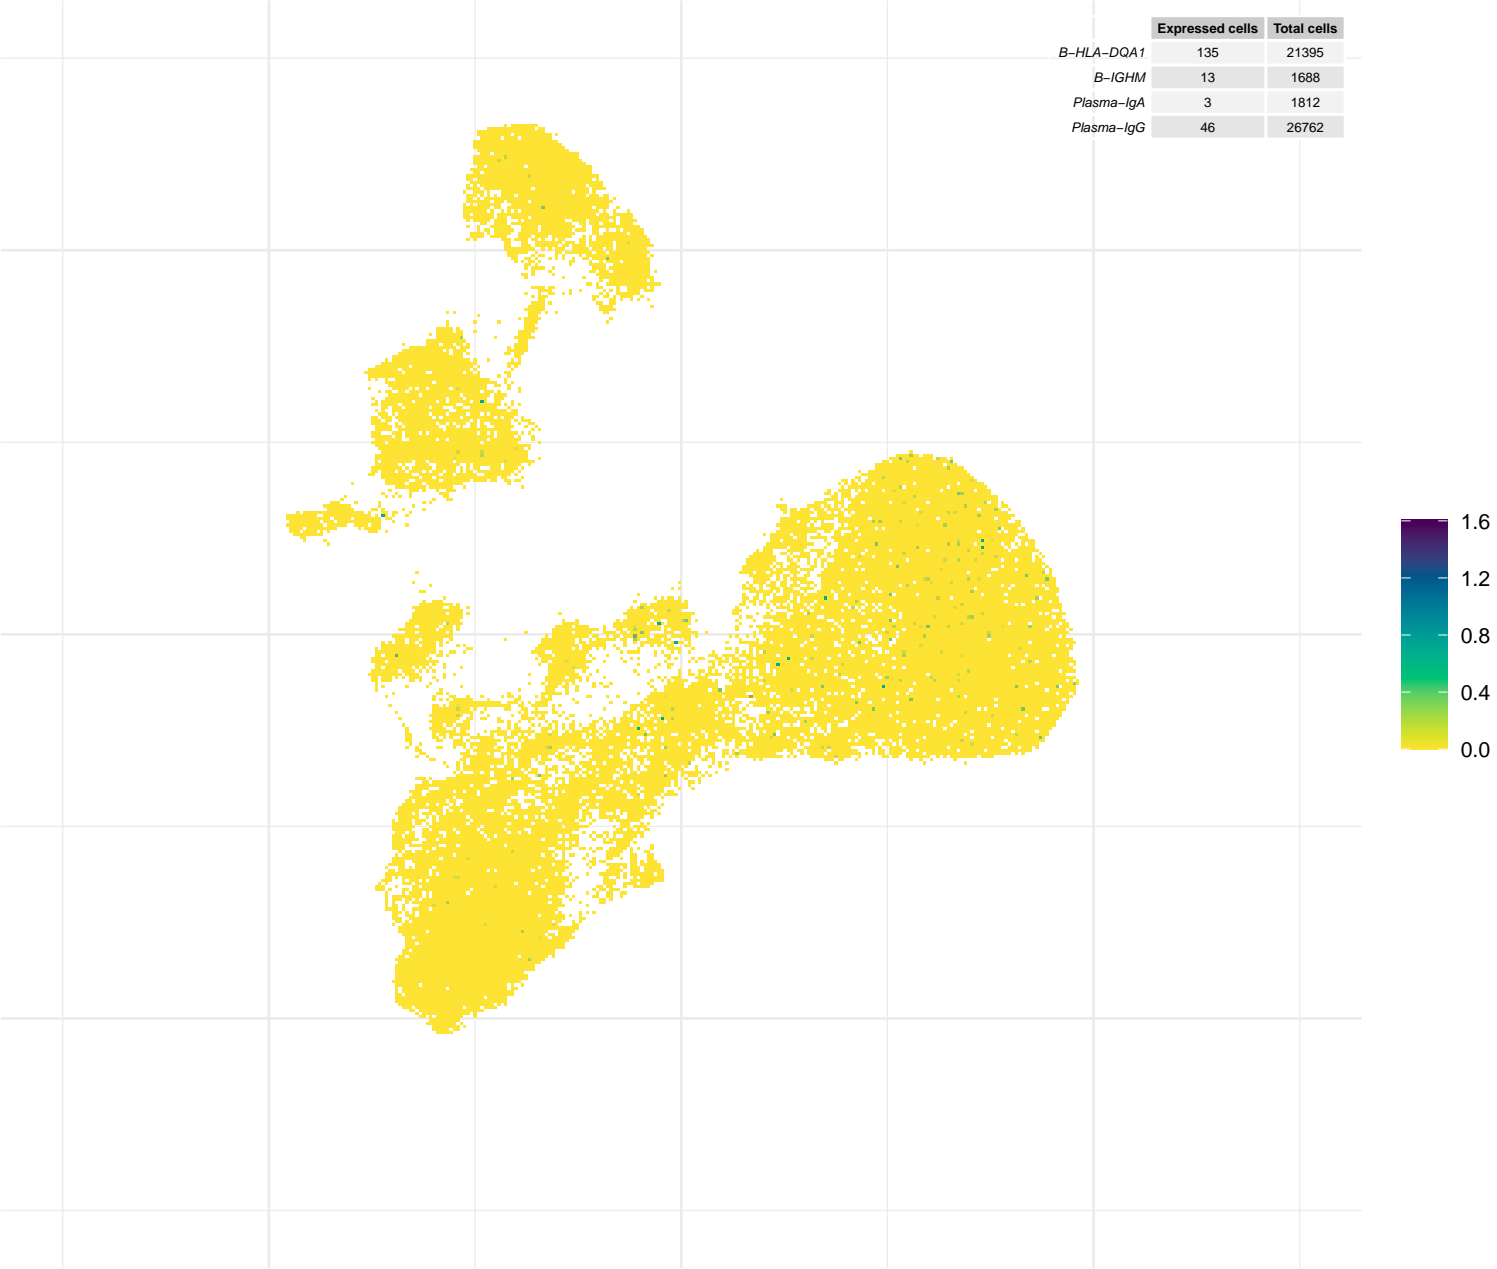 Expressed cells Total cells
B−HLA−DQA1 135 21395
B−IGHM 13 1688
Plasma−IgA 3 1812
Plasma−IgG 46 26762
1.6
1.2
0.8
0.4
0.0